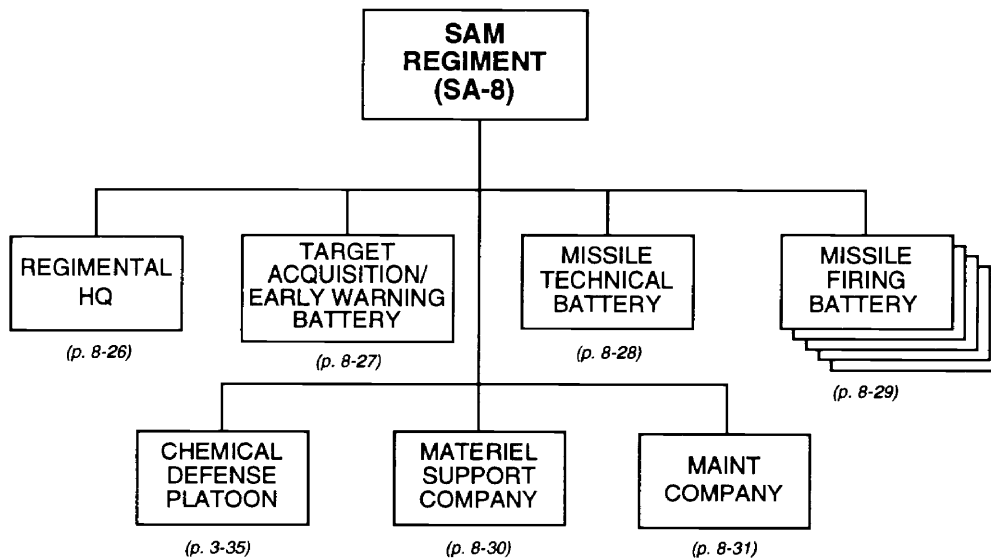 SAM
REGIMENT
(SA-8)
REGIMENTAL
HQ
(p. 8-26)
TARGET
ACQUISITION/
EARLY WARNING
BATTERY
(p. 8-27)
MISSILE
TECHNICAL
BATTERY
(p. 8-28)
MISSILE
FIRING
BATTERY
(p. 8-29)
CHEMICAL
DEFENSE
PLATOON
(p. 3-35)
MATERIEL
SUPPORT
COMPANY
(p. 8-30)
MAINT
COMPANY
(p. 8-31)